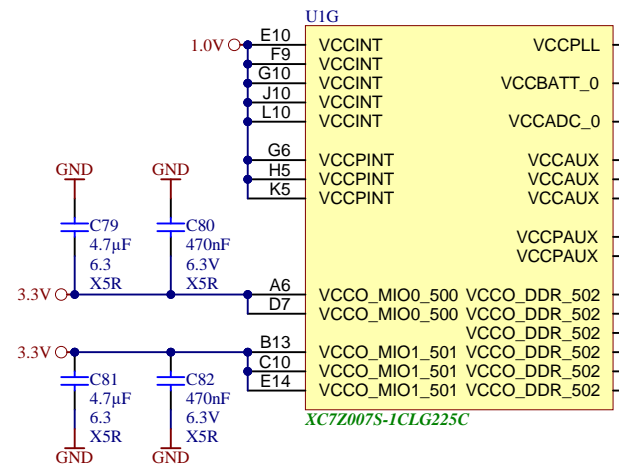 U1G
1.0V
E10 VCCINT VCCPLL
F9 VCCINT
G10 VCCINT VCCBATT_0
J10 VCCINT
L10 VCCINT VCCADC_0
G6 VCCPINT VCCAUX
H5 VCCPINT VCCAUX
K5 VCCPINT VCCAUX
GND GND
C79 C80
4.7µF 470nF
6.3 6.3V
X5R X5R
VCCPAUX
VCCPAUX
3.3V
A6 VCCO_MIO0_500 VCCO_DDR_502
D7 VCCO_MIO0_500 VCCO_DDR_502
VCCO_DDR_502
3.3V
B13 VCCO_MIO1_501 VCCO_DDR_502
C10 VCCO_MIO1_501 VCCO_DDR_502
E14 VCCO_MIO1_501 VCCO_DDR_502
C81 C82
4.7µF 470nF
6.3 6.3V
X5R X5R
GND GND
XC7Z007S-1CLG225C